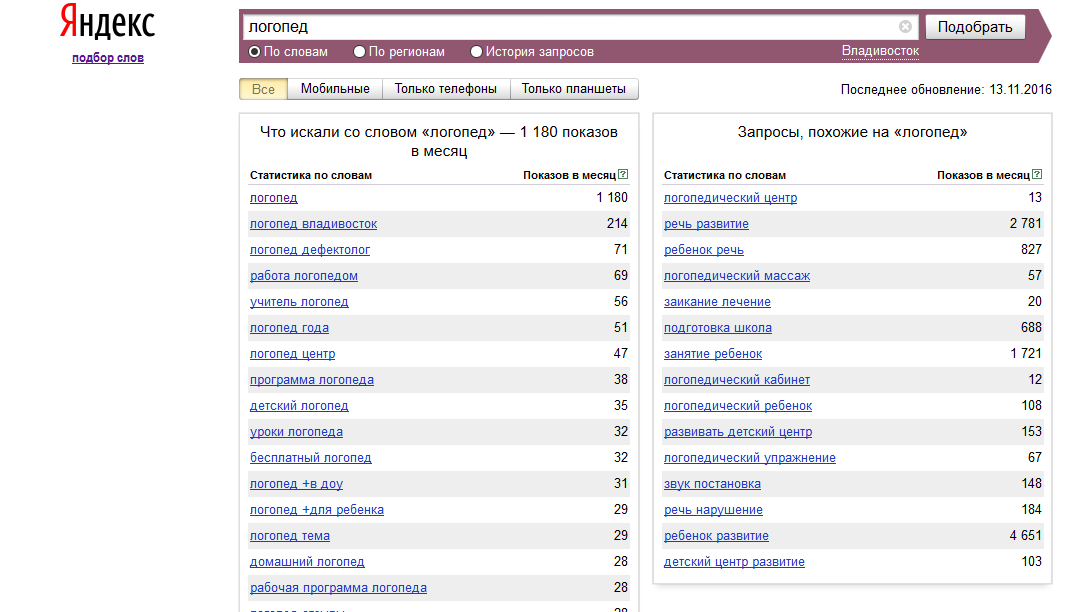 Яндекс
подбор слов
логопед
Подобрать
По словам По регионам История запросов Владивосток
Все Мобильные Только телефоны Только планшеты
Последнее обновление: 13.11.2016
Что искали со словом «логопед» — 1 180 показов
в месяц
Статистика по словам Показов в месяц ?
логопед 1 180
логопед владивосток 214
логопед дефектолог 71
работа логопедом 69
учитель логопед 56
логопед года 51
логопед центр 47
программа логопеда 38
детский логопед 35
уроки логопеда 32
бесплатный логопед 32
логопед +в доу 31
логопед +для ребенка 29
логопед тема 29
домашний логопед 28
рабочая программа логопеда 28
Запросы, похожие на «логопед»
Статистика по словам Показов в месяц ?
логопедический центр 13
речь развитие 2 781
ребенок речь 827
логопедический массаж 57
заикание лечение 20
подготовка школа 688
занятие ребенок 1 721
логопедический кабинет 12
логопедический ребенок 108
развивать детский центр 153
логопедический упражнение 67
звук постановка 148
речь нарушение 184
ребенок развитие 4 651
детский центр развитие 103